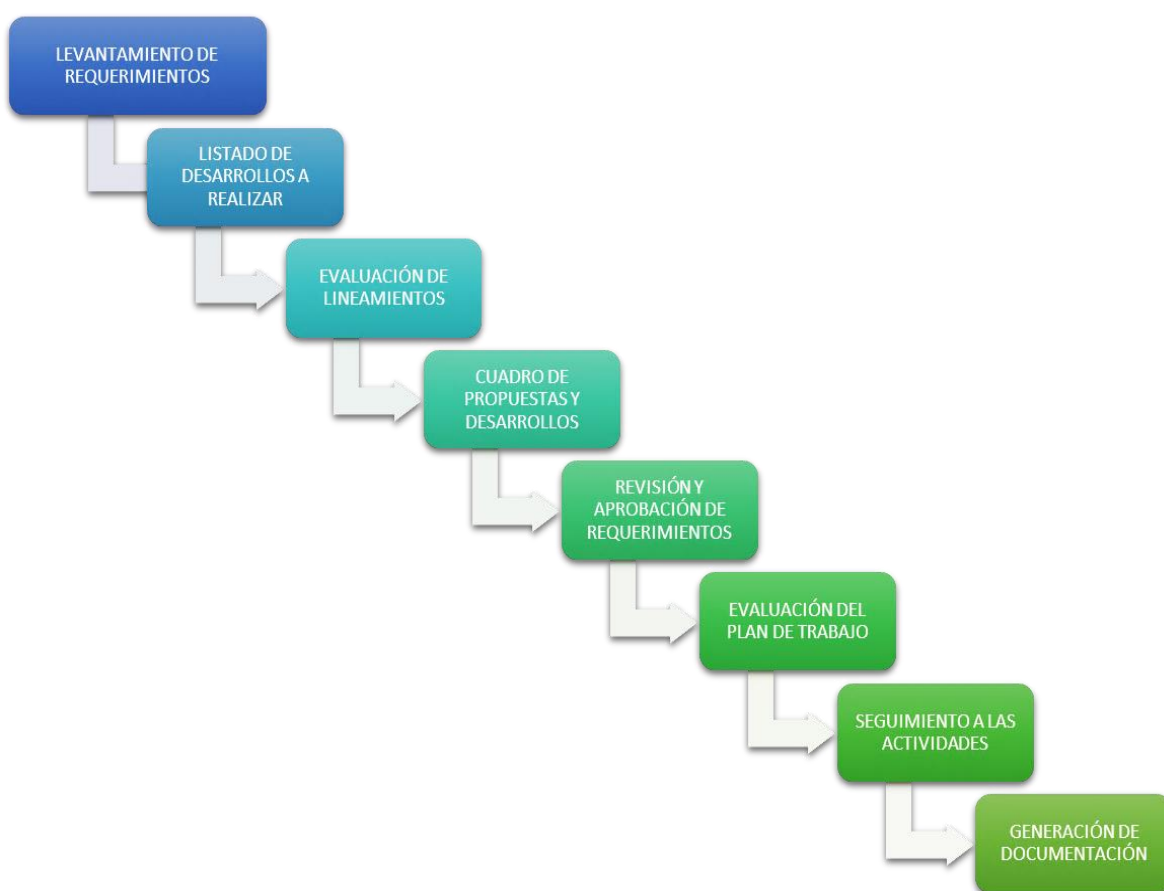 LEVANTAMIENTO DE
REQUERIMIENTOS
LISTADO DE
DESARROLLOS A
REALIZAR
EVALUACIÓN DE
LINEAMIENTOS
CUADRO DE
PROPUESTAS Y
DESARROLLOS
REVISIÓN Y
APROBACIÓN DE
REQUERIMIENTOS
EVALUACIÓN DEL
PLAN DE TRABAJO
SEGUIMIENTO A LAS
ACTIVIDADES
GENERACIÓN DE
DOCUMENTACIÓN